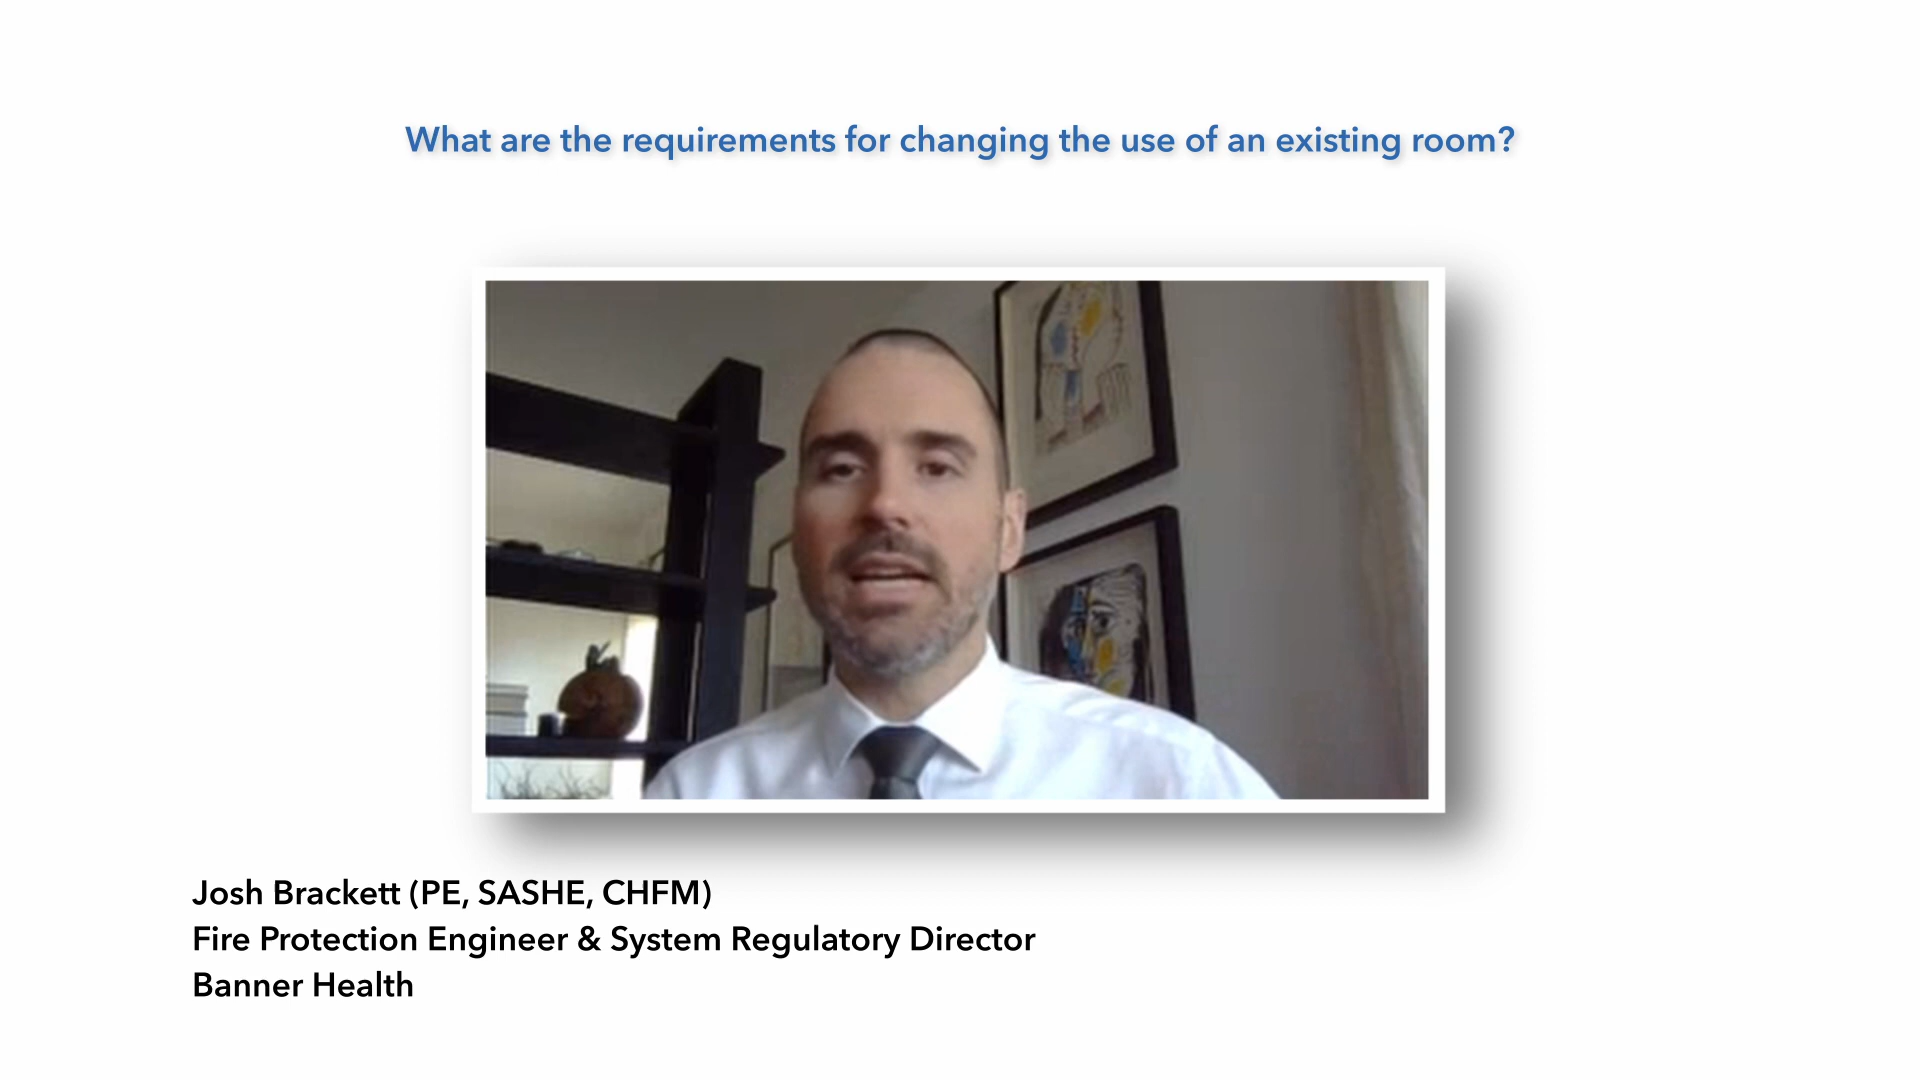 What are the requirements for changing the use of an existing room?
Josh Brackett (PE, SASHE, CHFM)
Fire Protection Engineer & System Regulatory Director
Banner Health